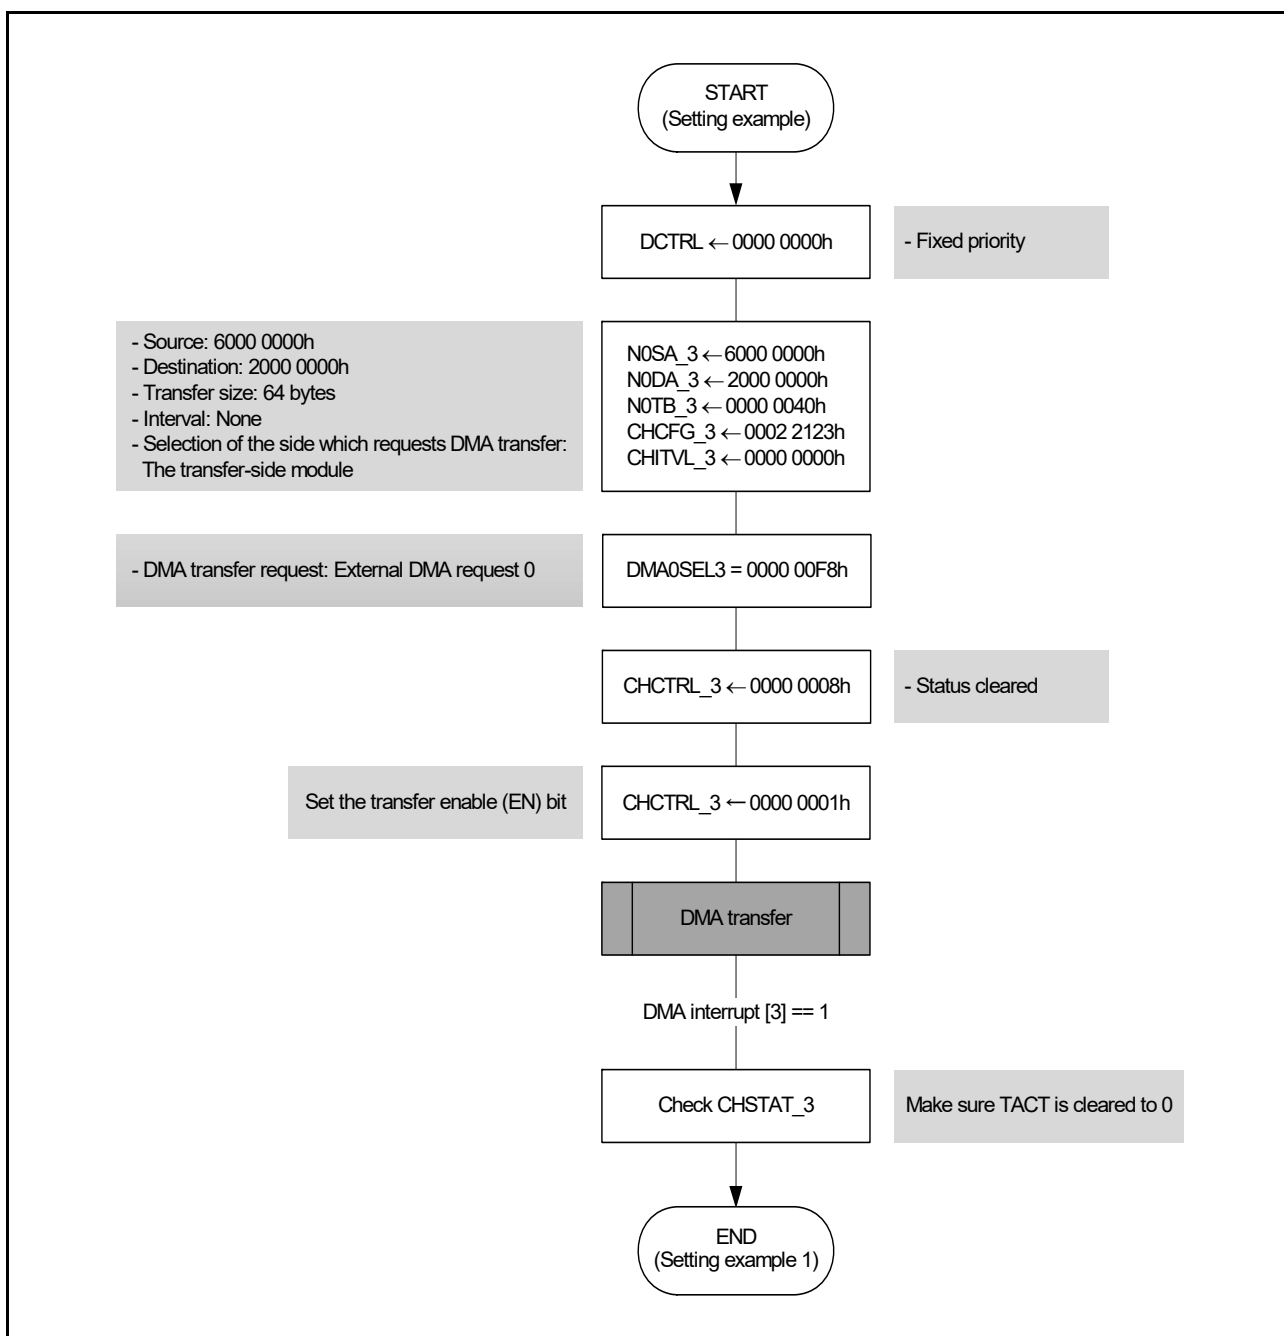 START
(Setting example)
DCTRL ← 0000 0000h
- Fixed priority
- Source: 6000 0000h
- Destination: 2000 0000h
- Transfer size: 64 bytes
- Interval: None
- Selection of the side which requests DMA transfer:
The transfer-side module
N0SA_3 ← 6000 0000h
N0DA_3 ← 2000 0000h
N0TB_3 ← 0000 0040h
CHCFG_3 ← 0002 2123h
CHITVL_3 ← 0000 0000h
- DMA transfer request: External DMA request 0
DMA0SEL3 = 0000 00F8h
CHCTRL_3 ← 0000 0008h
- Status cleared
Set the transfer enable (EN) bit
CHCTRL_3 ← 0000 0001h
DMA transfer
DMA interrupt [3] == 1
Check CHSTAT_3
Make sure TACT is cleared to 0
END
(Setting example 1)